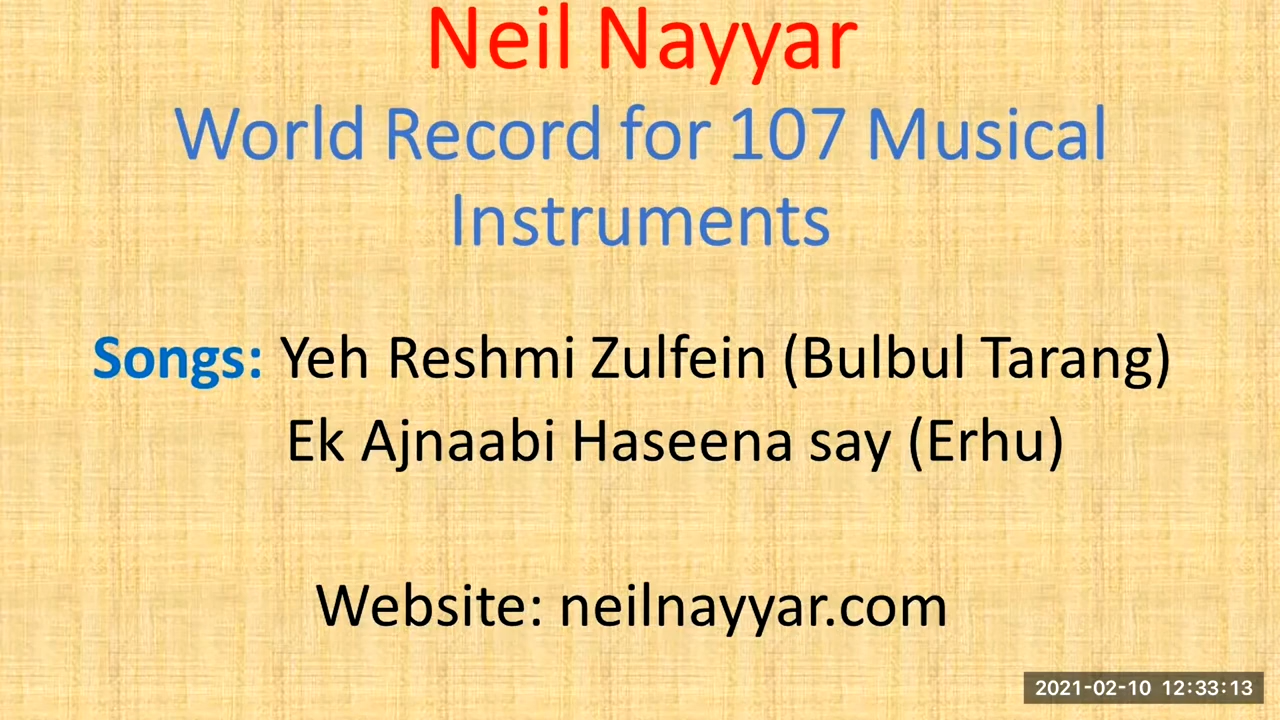 Neil Nayyar
World Record for 107 Musical
Instruments
Songs: Yeh Reshmi Zulfein (Bulbul Tarang)
Ek Ajnaabi Haseena say (Erhu)
Website: neilnayyar.com
2021-02-10 12:33:13